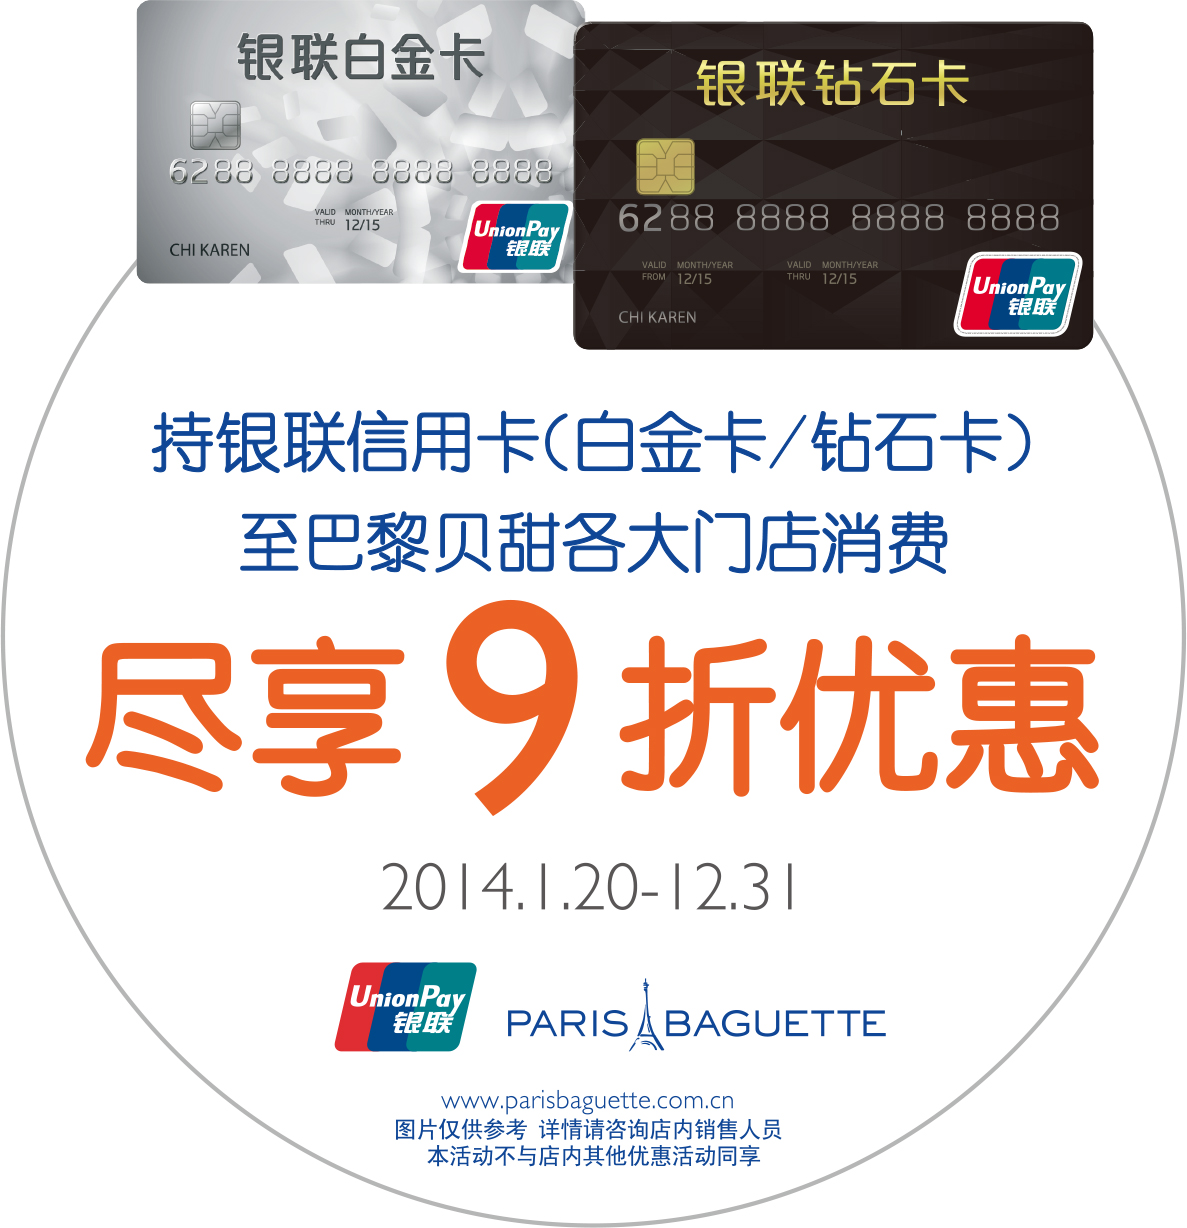 银联白金卡
6288 8888 8888 8888
VALID THRU MONTH/YEAR 12/15
CHI KAREN
UnionPay
银联
银联钻石卡
6288 8888 8888 8888
VALID FROM MONTH/YEAR 12/15 VALID THRU MONTH/YEAR 12/15
CHI KAREN
UnionPay
银联
持银联信用卡(白金卡/钻石卡)
至巴黎贝甜各大门店消费
尽享9折优惠
2014.1.20-12.31
UnionPay
银联
PARIS BAGUETTE
www.parisbaguette.com.cn
图片仅供参考 详情请咨询店内销售人员
本活动不与店内其他优惠活动同享